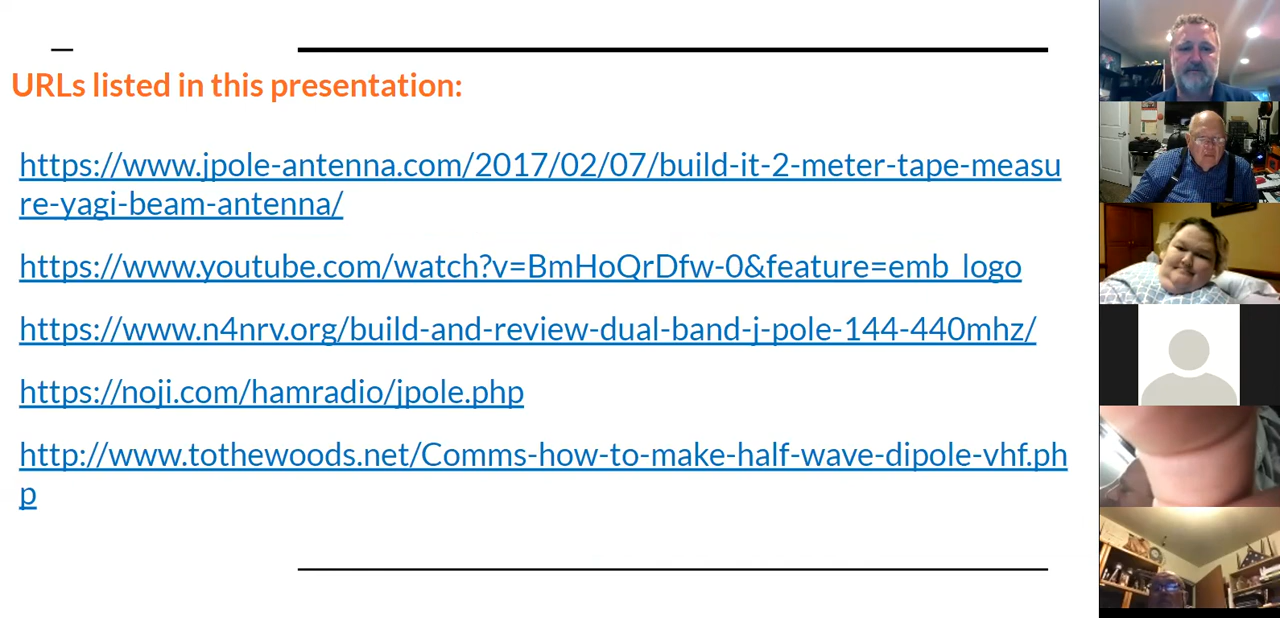 URLs listed in this presentation:
https://www.jpole-antenna.com/2017/02/07/build-it-2-meter-tape-measu
re-yagi-beam-antenna/
https://www.youtube.com/watch?v=BmHoQrDfw-0&feature=emb_logo
https://www.n4nrv.org/build-and-review-dual-band-j-pole-144-440mhz/
https://noji.com/hamradio/jpole.php
http://www.tothewoods.net/Comms-how-to-make-half-wave-dipole-vhf.ph
p